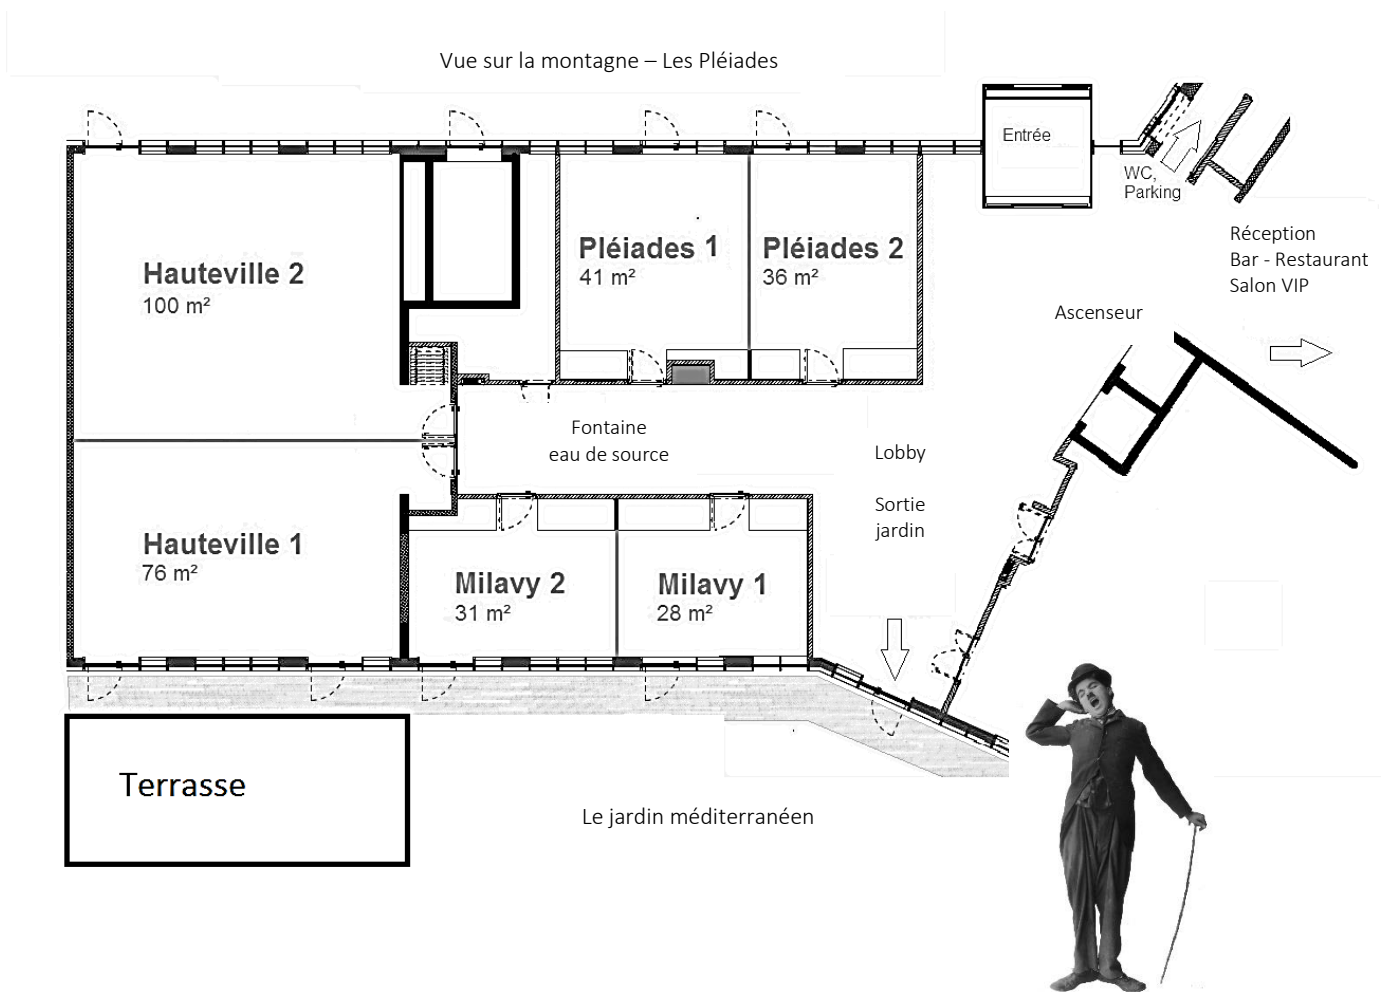 Vue sur la montagne – Les Pléiades
Entrée
WC,
Parking
Réception
Bar - Restaurant
Salon VIP
Ascenseur
Hauteville 2
100 m²
Pléiades 1
41 m²
Pléiades 2
36 m²
Fontaine
eau de source
Lobby
Sortie
jardin
Hauteville 1
76 m²
Milavy 2
31 m²
Milavy 1
28 m²
Terrasse
Le jardin méditerranéen